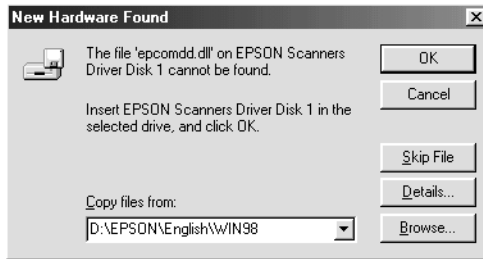 New Hardware Found
The file 'epcomdd.dll' on EPSON Scanners
Driver Disk 1 cannot be found.
Insert EPSON Scanners Driver Disk 1 in the
selected drive, and click OK.
Copy files from:
D:\EPSON\English\WIN98
OK
Cancel
Skip File
Details...
Browse...